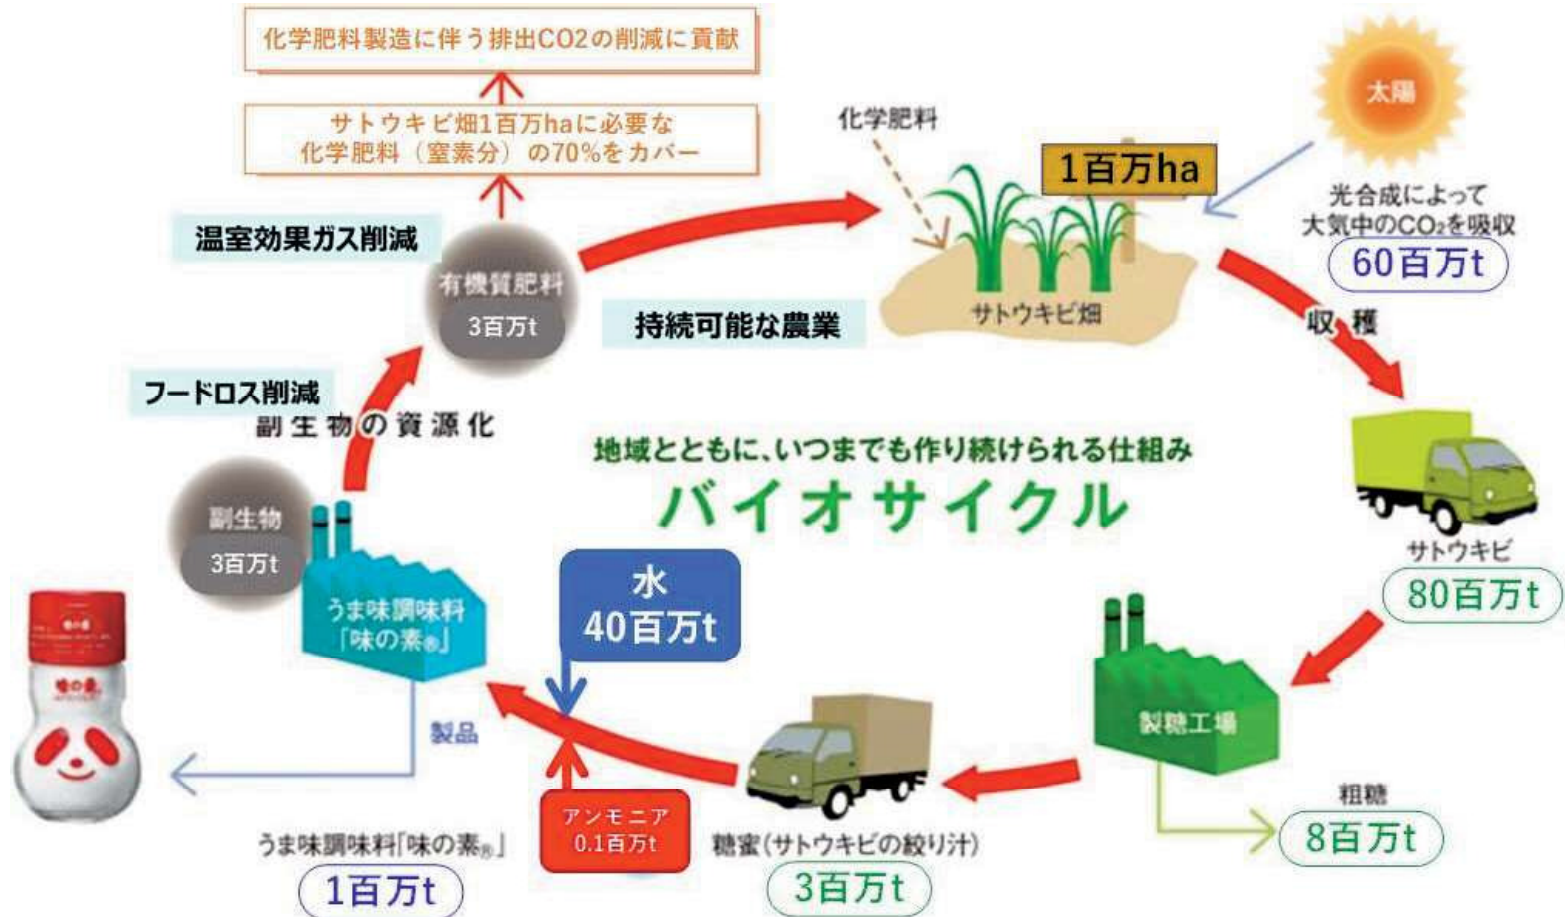 化学肥料製造に伴う排出CO2の削減に貢献
サトウキビ畑1百万haに必要な
化学肥料（窒素分）の70%をカバー
温室効果ガス削減
有機質肥料
3百万t
持続可能な農業
フードロス削減
副生物の資源化
副生物
3百万t
化学肥料
1百万ha
サトウキビ畑
太陽
光合成によって
大気中のCO₂を吸収
60百万t
収穫
地域とともに、いつまでも作り続けられる仕組み
バイオサイクル
サトウキビ
80百万t
製糖工場
粗糖
8百万t
糖蜜(サトウキビの絞り汁)
3百万t
水
40百万t
アンモニア
0.1百万t
うま味調味料
「味の素®」
製品
うま味調味料「味の素®」
1百万t
味の素
味の素